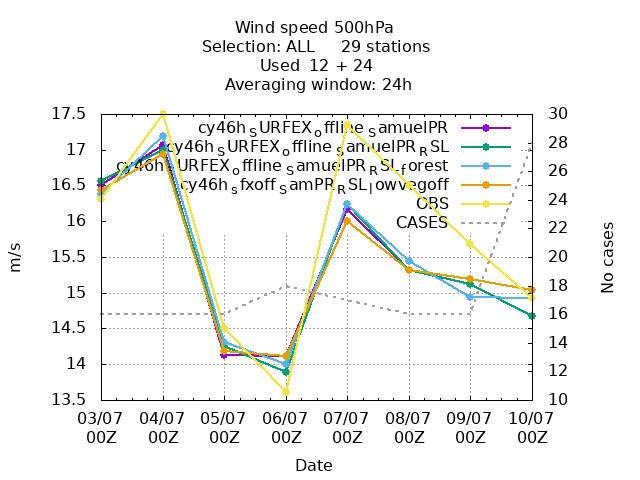 Wind speed 500hPa
Selection: ALL 29 stations
Used 12 + 24
Averaging window: 24h
17.5
17
16.5
16
15.5
15
14.5
14
13.5
m/s
30
28
26
24
22
20
18
16
14
12
10
No cases
cy46h_SURFEX_offline_SamuelPR
cy46h_SURFEX_offline_SamuelPR_RSL
cy46h_SURFEX_offline_SamuelPR_RSL_forest
cy46h_sfxoff_SamPR_RSL_lowvegoff
OBS
CASES
03/07 04/07 05/07 06/07 07/07 08/07 09/07 10/07
00Z 00Z 00Z 00Z 00Z 00Z 00Z 00Z
Date